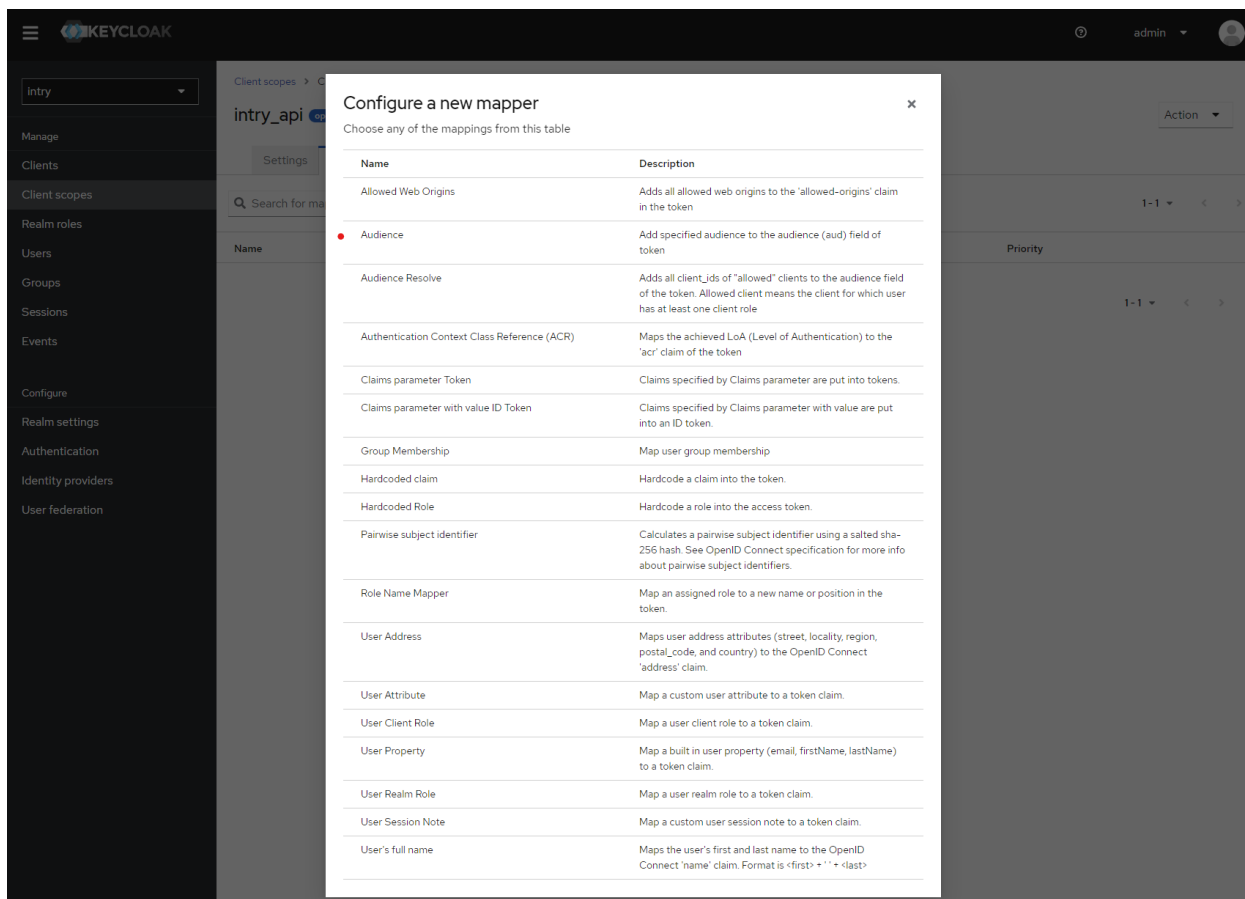 KEYCLOAK
admin
intry
Manage
Clients
Client scopes
Realm roles
Users
Groups
Sessions
Events
Configure
Realm settings
Authentication
Identity providers
User federation
Client scopes > C
intry_api op
Action
Settings
Search for ma
1-1
Name
Priority
1-1
Configure a new mapper
Choose any of the mappings from this table
Name Description
Allowed Web Origins Adds all allowed web origins to the 'allowed-origins' claim
in the token
Audience Add specified audience to the audience (aud) field of
token
Audience Resolve Adds all client_ids of "allowed" clients to the audience field
of the token. Allowed client means the client for which user
has at least one client role
Authentication Context Class Reference (ACR) Maps the achieved LoA (Level of Authentication) to the
'acr' claim of the token
Claims parameter Token Claims specified by Claims parameter are put into tokens.
Claims parameter with value ID Token Claims specified by Claims parameter with value are put
into an ID token.
Group Membership Map user group membership
Hardcoded claim Hardcode a claim into the token.
Hardcoded Role Hardcode a role into the access token.
Pairwise subject identifier Calculates a pairwise subject identifier using a salted sha-
256 hash. See OpenID Connect specification for more info
about pairwise subject identifiers.
Role Name Mapper Map an assigned role to a new name or position in the
token.
User Address Maps user address attributes (street, locality, region,
postal_code, and country) to the OpenID Connect
'address' claim.
User Attribute Map a custom user attribute to a token claim.
User Client Role Map a user client role to a token claim.
User Property Map a built in user property (email, firstName, lastName)
to a token claim.
User Realm Role Map a user realm role to a token claim.
User Session Note Map a custom user session note to a token claim.
User's full name Maps the user's first and last name to the OpenID
Connect 'name' claim. Format is <first> + ' ' + <last>